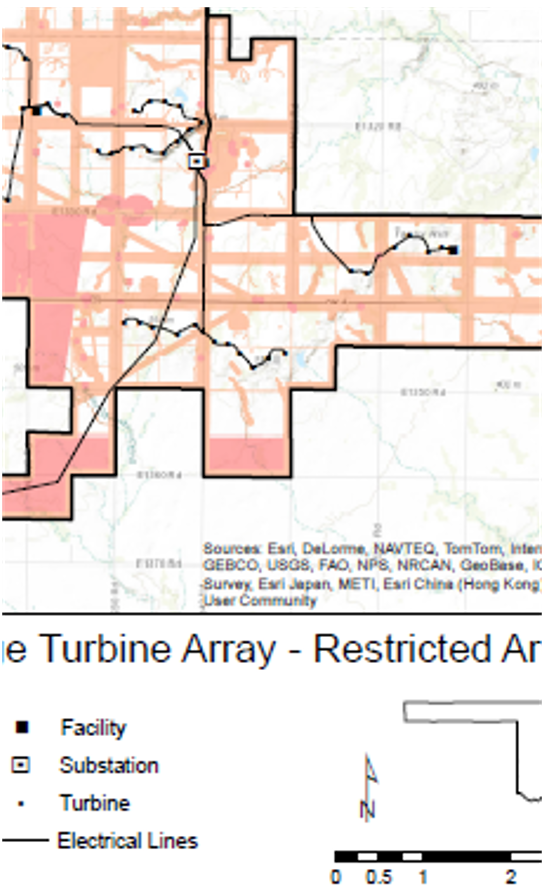 E1320 Rd
E1330 Rd
E1350 Rd
E1360 Rd
E1370 Rd
Sources: Esri, DeLorme, NAVTEQ, TomTom, Inter
GEBCO, USGS, FAO, NPS, NRCAN, GeoBase, IG
Survey, Esri Japan, METI, Esri China (Hong Kong)
User Community
e Turbine Array - Restricted Ar
Facility
Substation
Turbine
Electrical Lines
N
0 0.5 1 2